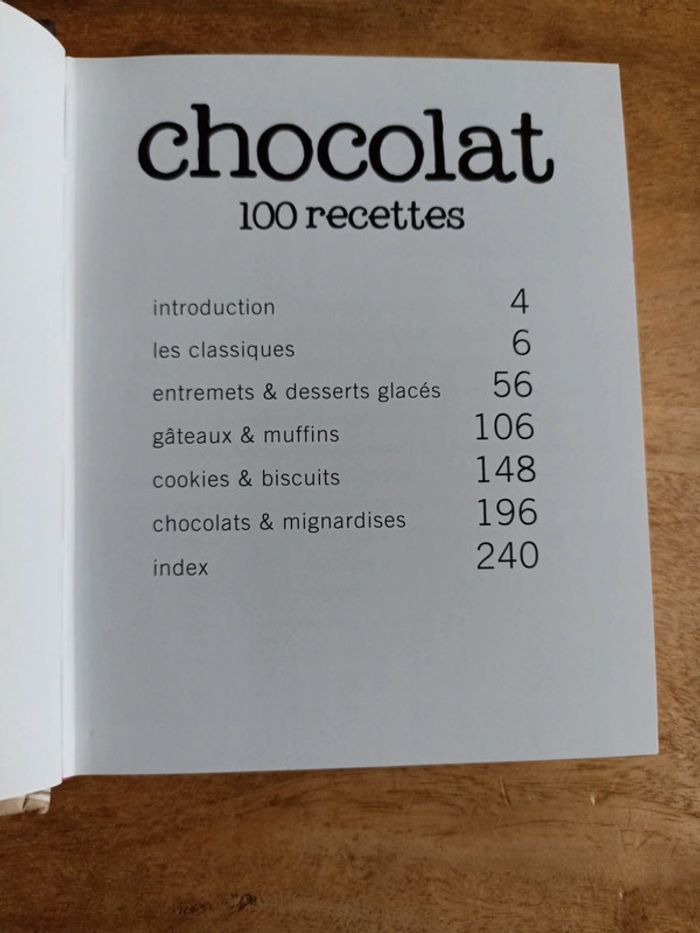 chocolat
100 recettes
introduction 4
les classiques 6
entremets & desserts glacés 56
gâteaux & muffins 106
cookies & biscuits 148
chocolats & mignardises 196
index 240